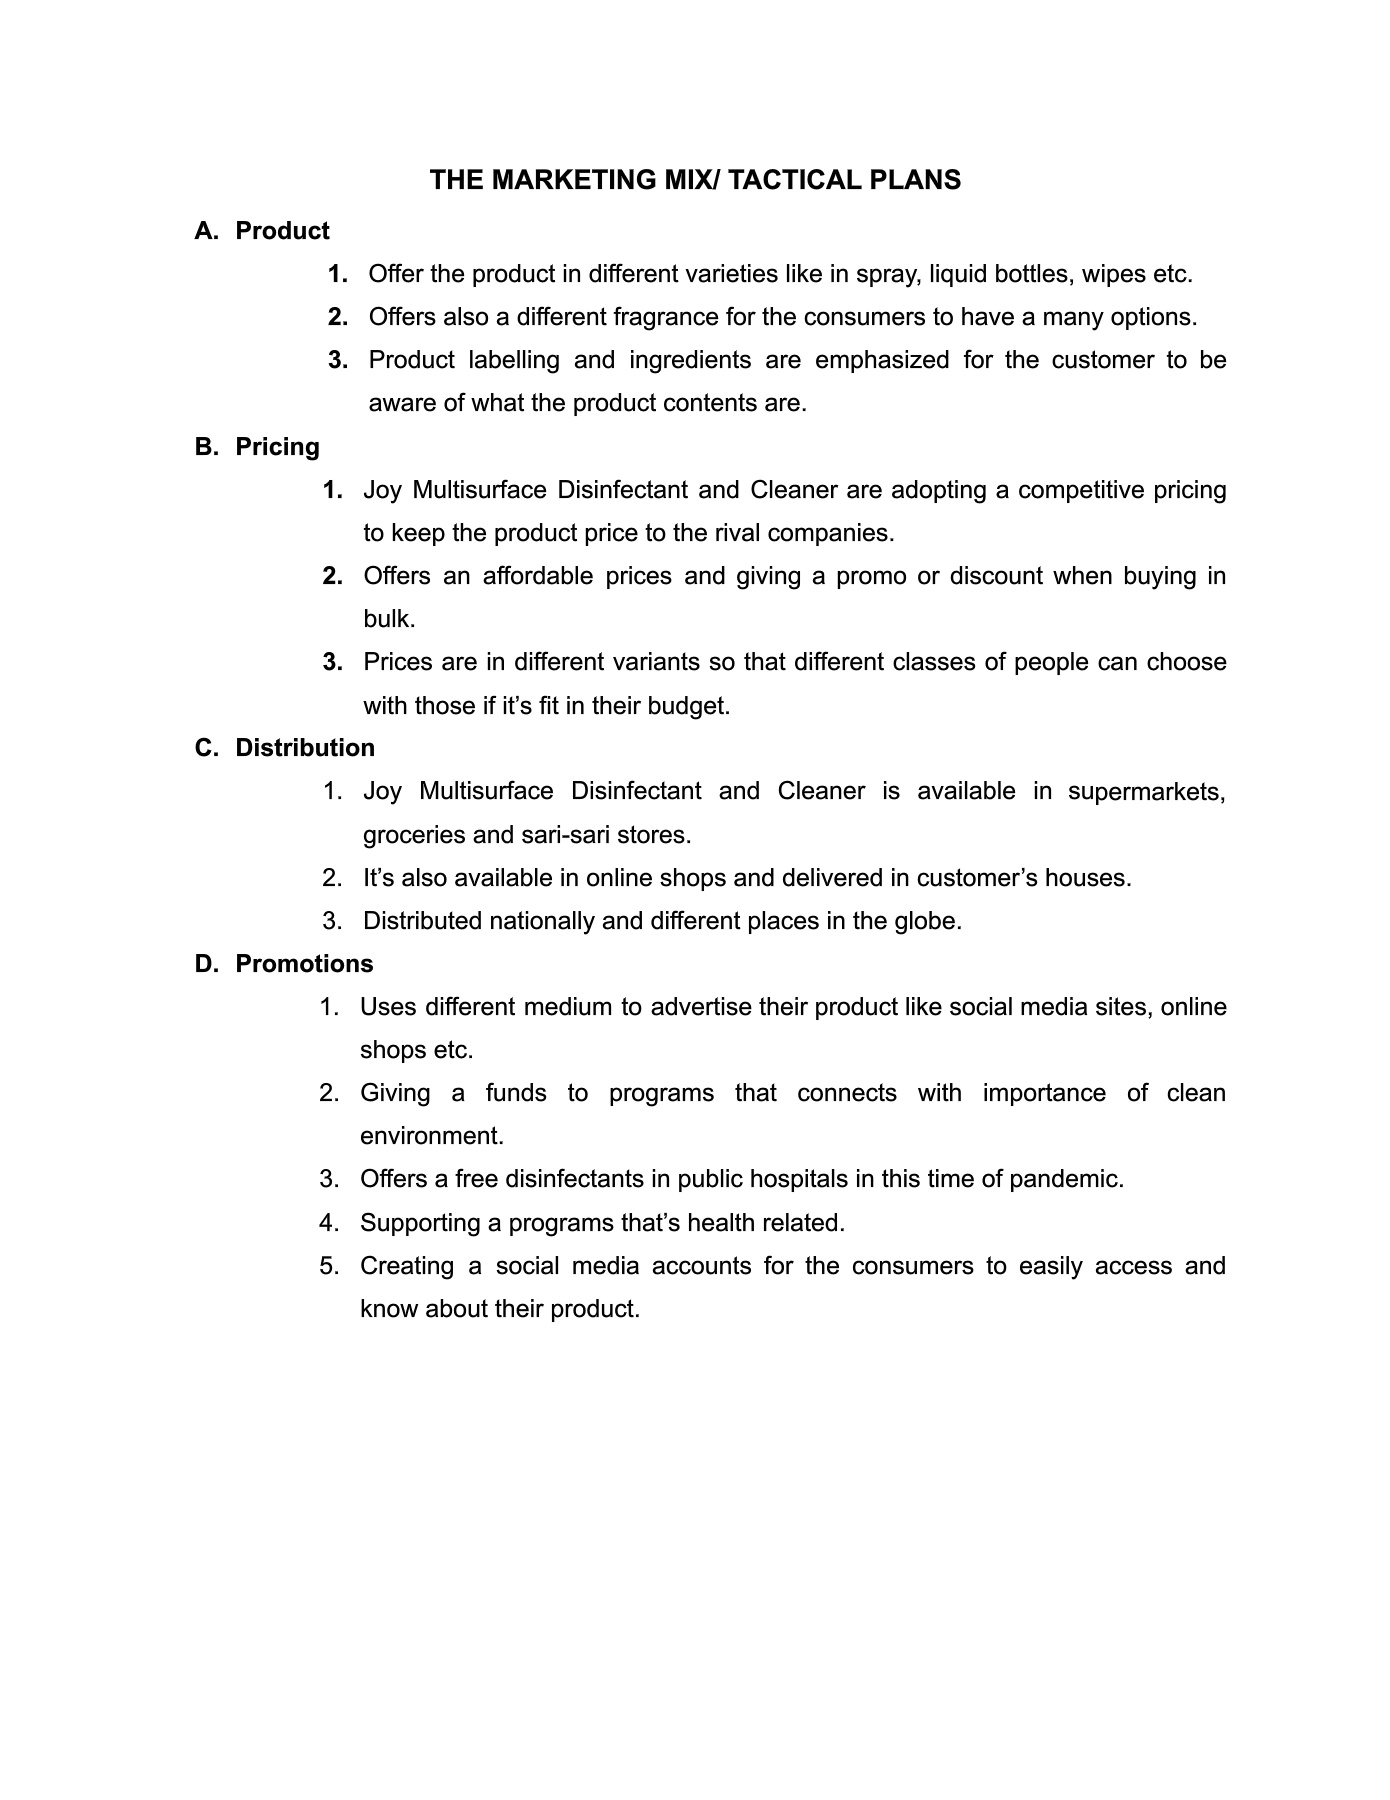 THE MARKETING MIX/ TACTICAL PLANS
A. Product
1. Offer the product in different varieties like in spray, liquid bottles, wipes etc.
2. Offers also a different fragrance for the consumers to have a many options.
3. Product labelling and ingredients are emphasized for the customer to be
aware of what the product contents are.
B. Pricing
1. Joy Multisurface Disinfectant and Cleaner are adopting a competitive pricing
to keep the product price to the rival companies.
2. Offers an affordable prices and giving a promo or discount when buying in
bulk.
3. Prices are in different variants so that different classes of people can choose
with those if it’s fit in their budget.
C. Distribution
1. Joy Multisurface Disinfectant and Cleaner is available in supermarkets,
groceries and sari-sari stores.
2. It’s also available in online shops and delivered in customer’s houses.
3. Distributed nationally and different places in the globe.
D. Promotions
1. Uses different medium to advertise their product like social media sites, online
shops etc.
2. Giving a funds to programs that connects with importance of clean
environment.
3. Offers a free disinfectants in public hospitals in this time of pandemic.
4. Supporting a programs that’s health related.
5. Creating a social media accounts for the consumers to easily access and
know about their product.